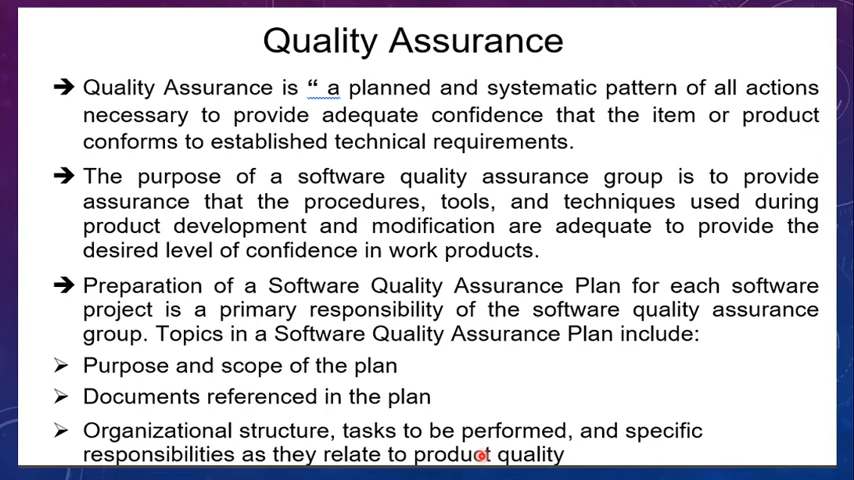 Quality Assurance
➔ Quality Assurance is “ a planned and systematic pattern of all actions
necessary to provide adequate confidence that the item or product
conforms to established technical requirements.
➔ The purpose of a software quality assurance group is to provide
assurance that the procedures, tools, and techniques used during
product development and modification are adequate to provide the
desired level of confidence in work products.
➔ Preparation of a Software Quality Assurance Plan for each software
project is a primary responsibility of the software quality assurance
group. Topics in a Software Quality Assurance Plan include:
➢ Purpose and scope of the plan
➢ Documents referenced in the plan
➢ Organizational structure, tasks to be performed, and specific
responsibilities as they relate to product quality